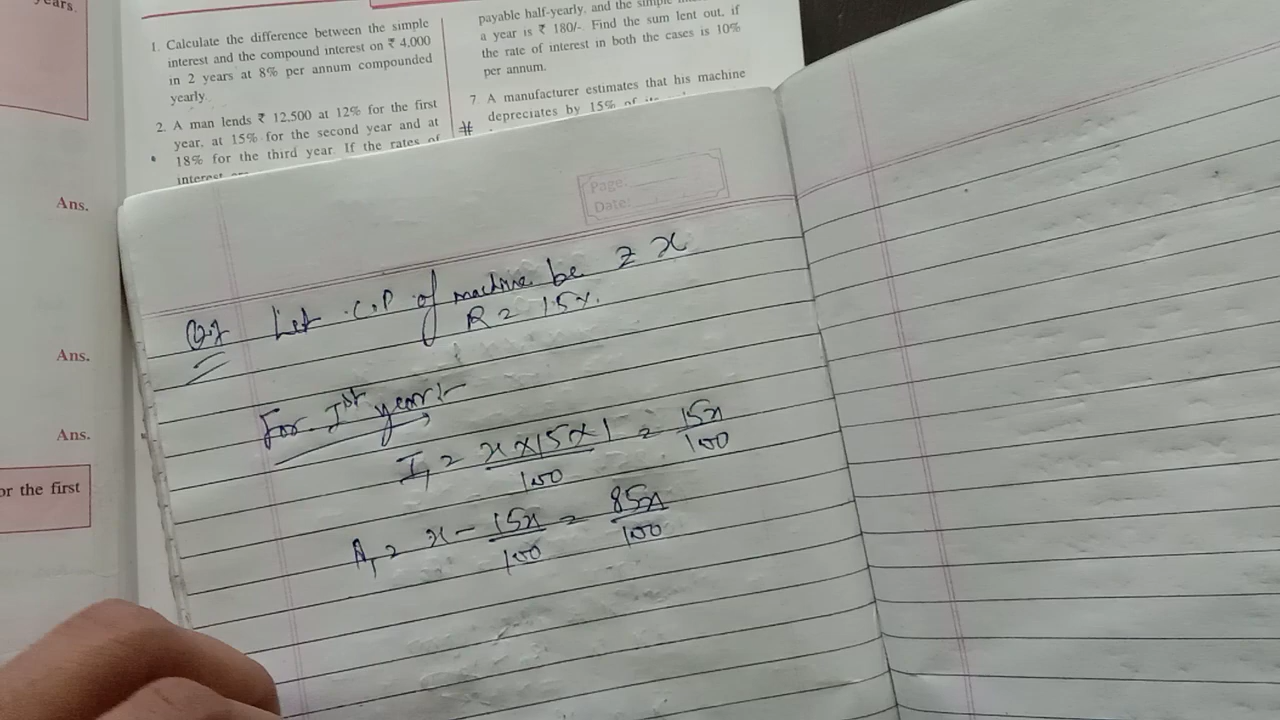 ears.
Ans.
Ans.
Ans.
or the first
1. Calculate the difference between the simple
interest and the compound interest on ₹ 4,000
in 2 years at 8% per annum compounded
yearly.
2. A man lends ₹ 12,500 at 12% for the first
year, at 15% for the second year and at
18% for the third year. If the rates of
interest
payable half-yearly, and the simple
a year is ₹ 180/-. Find the sum lent out, if
the rate of interest in both the cases is 10%
per annum.
7 A manufacturer estimates that his machine
depreciates by 15% of its
#
Page:
Date:
Q7 Let C.P of machine be ₹ x
R = 15%.
For Ist year:-
I₁ = x×15×1/100 = 15x/100
A₁ = x - 15x/100 = 85x/100